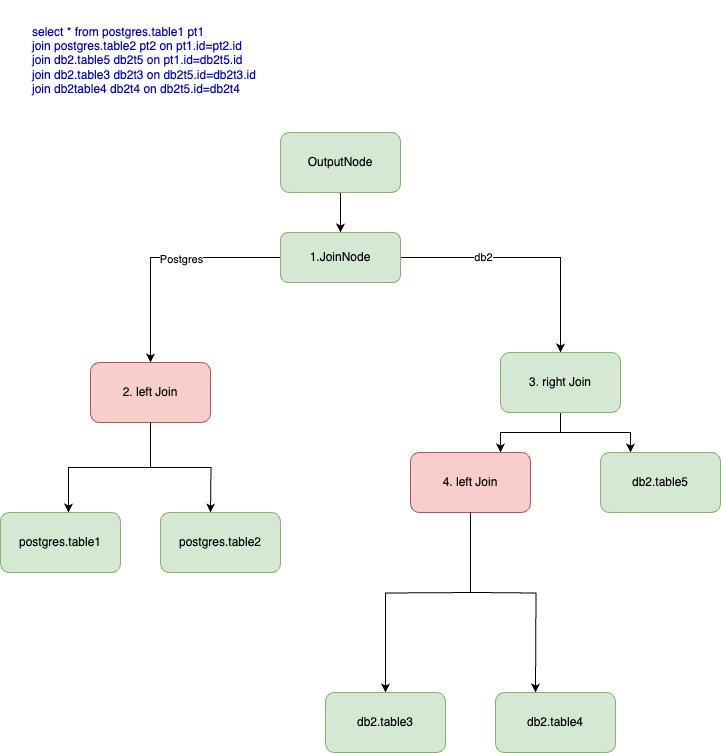 select * from postgres.table1 pt1
join postgres.table2 pt2 on pt1.id=pt2.id
join db2.table5 db2t5 on pt1.id=db2t5.id
join db2.table3 db2t3 on db2t5.id=db2t3.id
join db2table4 db2t4 on db2t5.id=db2t4
OutputNode
1.JoinNode
Postgres
db2
2. left Join
3. right Join
4. left Join
db2.table5
postgres.table1
postgres.table2
db2.table3
db2.table4